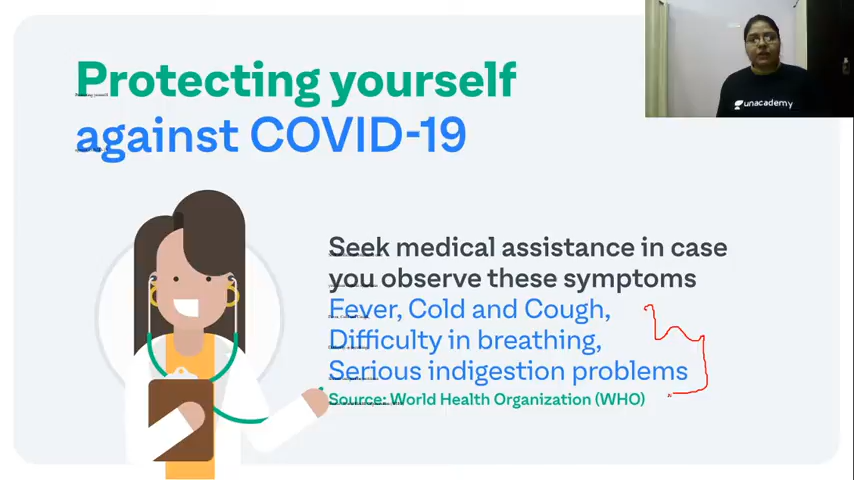 Protecting yourself
against COVID-19
unacademy
Seek medical assistance in case
you observe these symptoms
Fever, Cold and Cough,
Difficulty in breathing,
Serious indigestion problems
Source: World Health Organization (WHO)